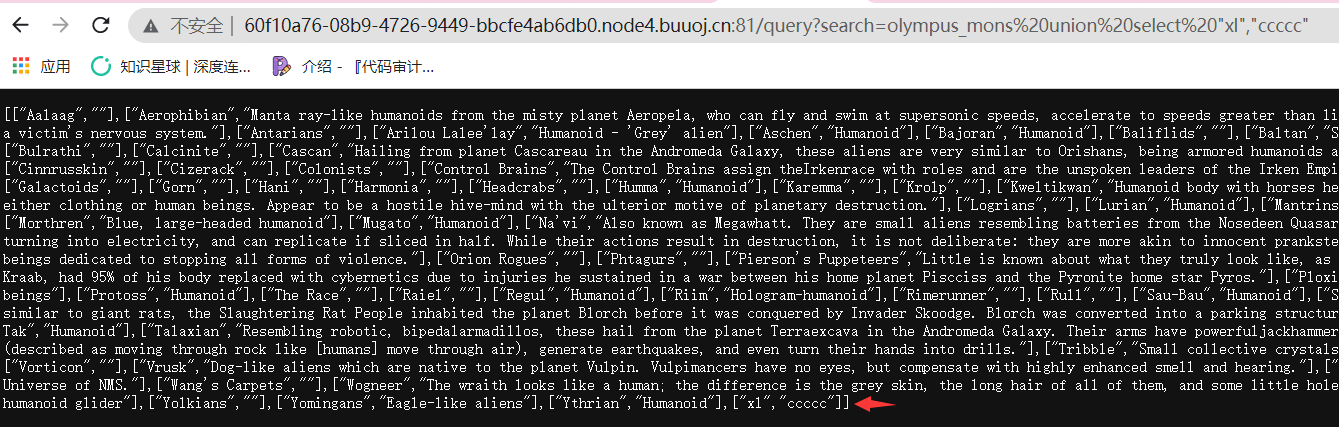 不安全 | 60f10a76-08b9-4726-9449-bbcfe4ab6db0.node4.buuoj.cn:81/query?search=olympus_mons%20union%20select%20"xl","ccccc"
应用 知识星球 | 深度连... 介绍 - 『代码审计...
[["Aalaag",""],["Aerophibian","Manta ray-like humanoids from the misty planet Aeropela, who can fly and swim at supersonic speeds, accelerate to speeds greater than li
a victim's nervous system."],["Antarians",""],["Arilou Lalee'lay","Humanoid - 'Grey' alien"],["Aschen","Humanoid"],["Bajoran","Humanoid"],["Baliflids",""],["Baltan","S
["Bulrathi",""],["Calcinite",""],["Cascan","Hailing from planet Cascareau in the Andromeda Galaxy, these aliens are very similar to Orishans, being armored humanoids a
["Cinnrusskin",""],["Cizerack",""],["Colonists",""],["Control Brains","The Control Brains assign theIrkenrace with roles and are the unspoken leaders of the Irken Empi
["Galactoids",""],["Gorn",""],["Hani",""],["Harmonia",""],["Headcrabs",""],["Humma","Humanoid"],["Karemma",""],["Krolp",""],["Kweltikwan","Humanoid body with horses he
either clothing or human beings. Appear to be a hostile hive-mind with the ulterior motive of planetary destruction."],["Logrians",""],["Lurian","Humanoid"],["Mantrins
["Morthren","Blue, large-headed humanoid"],["Mugato","Humanoid"],["Na'vi","Also known as Megawhatt. They are small aliens resembling batteries from the Nosedeen Quasar
turning into electricity, and can replicate if sliced in half. While their actions result in destruction, it is not deliberate: they are more akin to innocent prankste
beings dedicated to stopping all forms of violence."],["Orion Rogues",""],["Phtagurs",""],["Pierson's Puppeteers","Little is known about what they truly look like, as
Kraab, had 95% of his body replaced with cybernetics due to injuries he sustained in a war between his home planet Piscciss and the Pyronite home star Pyros."],["Ploxi
beings"],["Protoss","Humanoid"],["The Race",""],["Raiel",""],["Regul","Humanoid"],["Riim","Hologram-humanoid"],["Rimerunner",""],["Rull",""],["Sau-Bau","Humanoid"],["S
similar to giant rats, the Slaughtering Rat People inhabited the planet Blorch before it was conquered by Invader Skoodge. Blorch was converted into a parking structur
Tak","Humanoid"],["Talaxian","Resembling robotic, bipedalarmadillos, these hail from the planet Terraexcava in the Andromeda Galaxy. Their arms have powerfuljackhammer
(described as moving through rock like [humans] move through air), generate earthquakes, and even turn their hands into drills."],["Tribble","Small collective crystals
["Vorticon",""],["Vrusk","Dog-like aliens which are native to the planet Vulpin. Vulpimancers have no eyes, but compensate with highly enhanced smell and hearing."],["
Universe of NMS."],["Wang's Carpets",""],["Wogneer","The wraith looks like a human; the difference is the grey skin, the long hair of all of them, and some little hole
humanoid glider"],["Yolkians",""],["Yomingans","Eagle-like aliens"],["Ythrian","Humanoid"],["xl","ccccc"]]